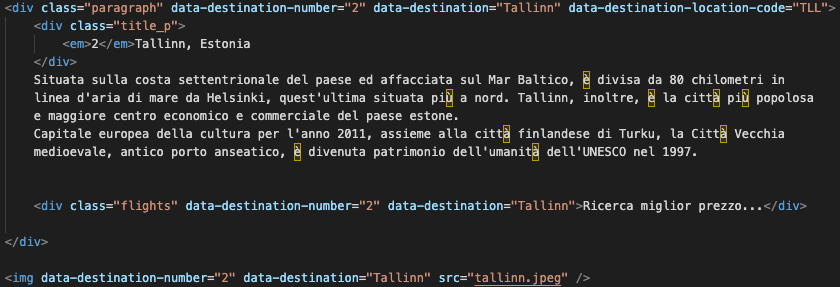 <div class="paragraph" data-destination-number="2" data-destination="Tallinn" data-destination-location-code="TLL">
<div class="title_p">
<em>2</em>Tallinn, Estonia
</div>
Situata sulla costa settentrionale del paese ed affacciata sul Mar Baltico, è divisa da 80 chilometri in
linea d'aria di mare da Helsinki, quest'ultima situata più a nord. Tallinn, inoltre, è la città più popolosa
e maggiore centro economico e commerciale del paese estone.
Capitale europea della cultura per l'anno 2011, assieme alla città finlandese di Turku, la Città Vecchia
medioevale, antico porto anseatico, è divenuta patrimonio dell'umanità dell'UNESCO nel 1997.
<div class="flights" data-destination-number="2" data-destination="Tallinn">Ricerca miglior prezzo...</div>
</div>
<img data-destination-number="2" data-destination="Tallinn" src="tallinn.jpeg" />